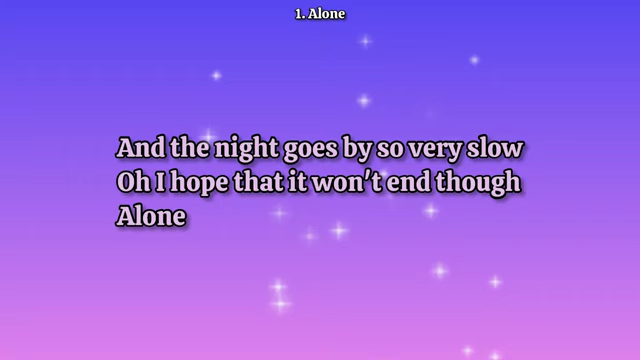 1. Alone
And the night goes by so very slow
Oh I hope that it won't end though
Alone